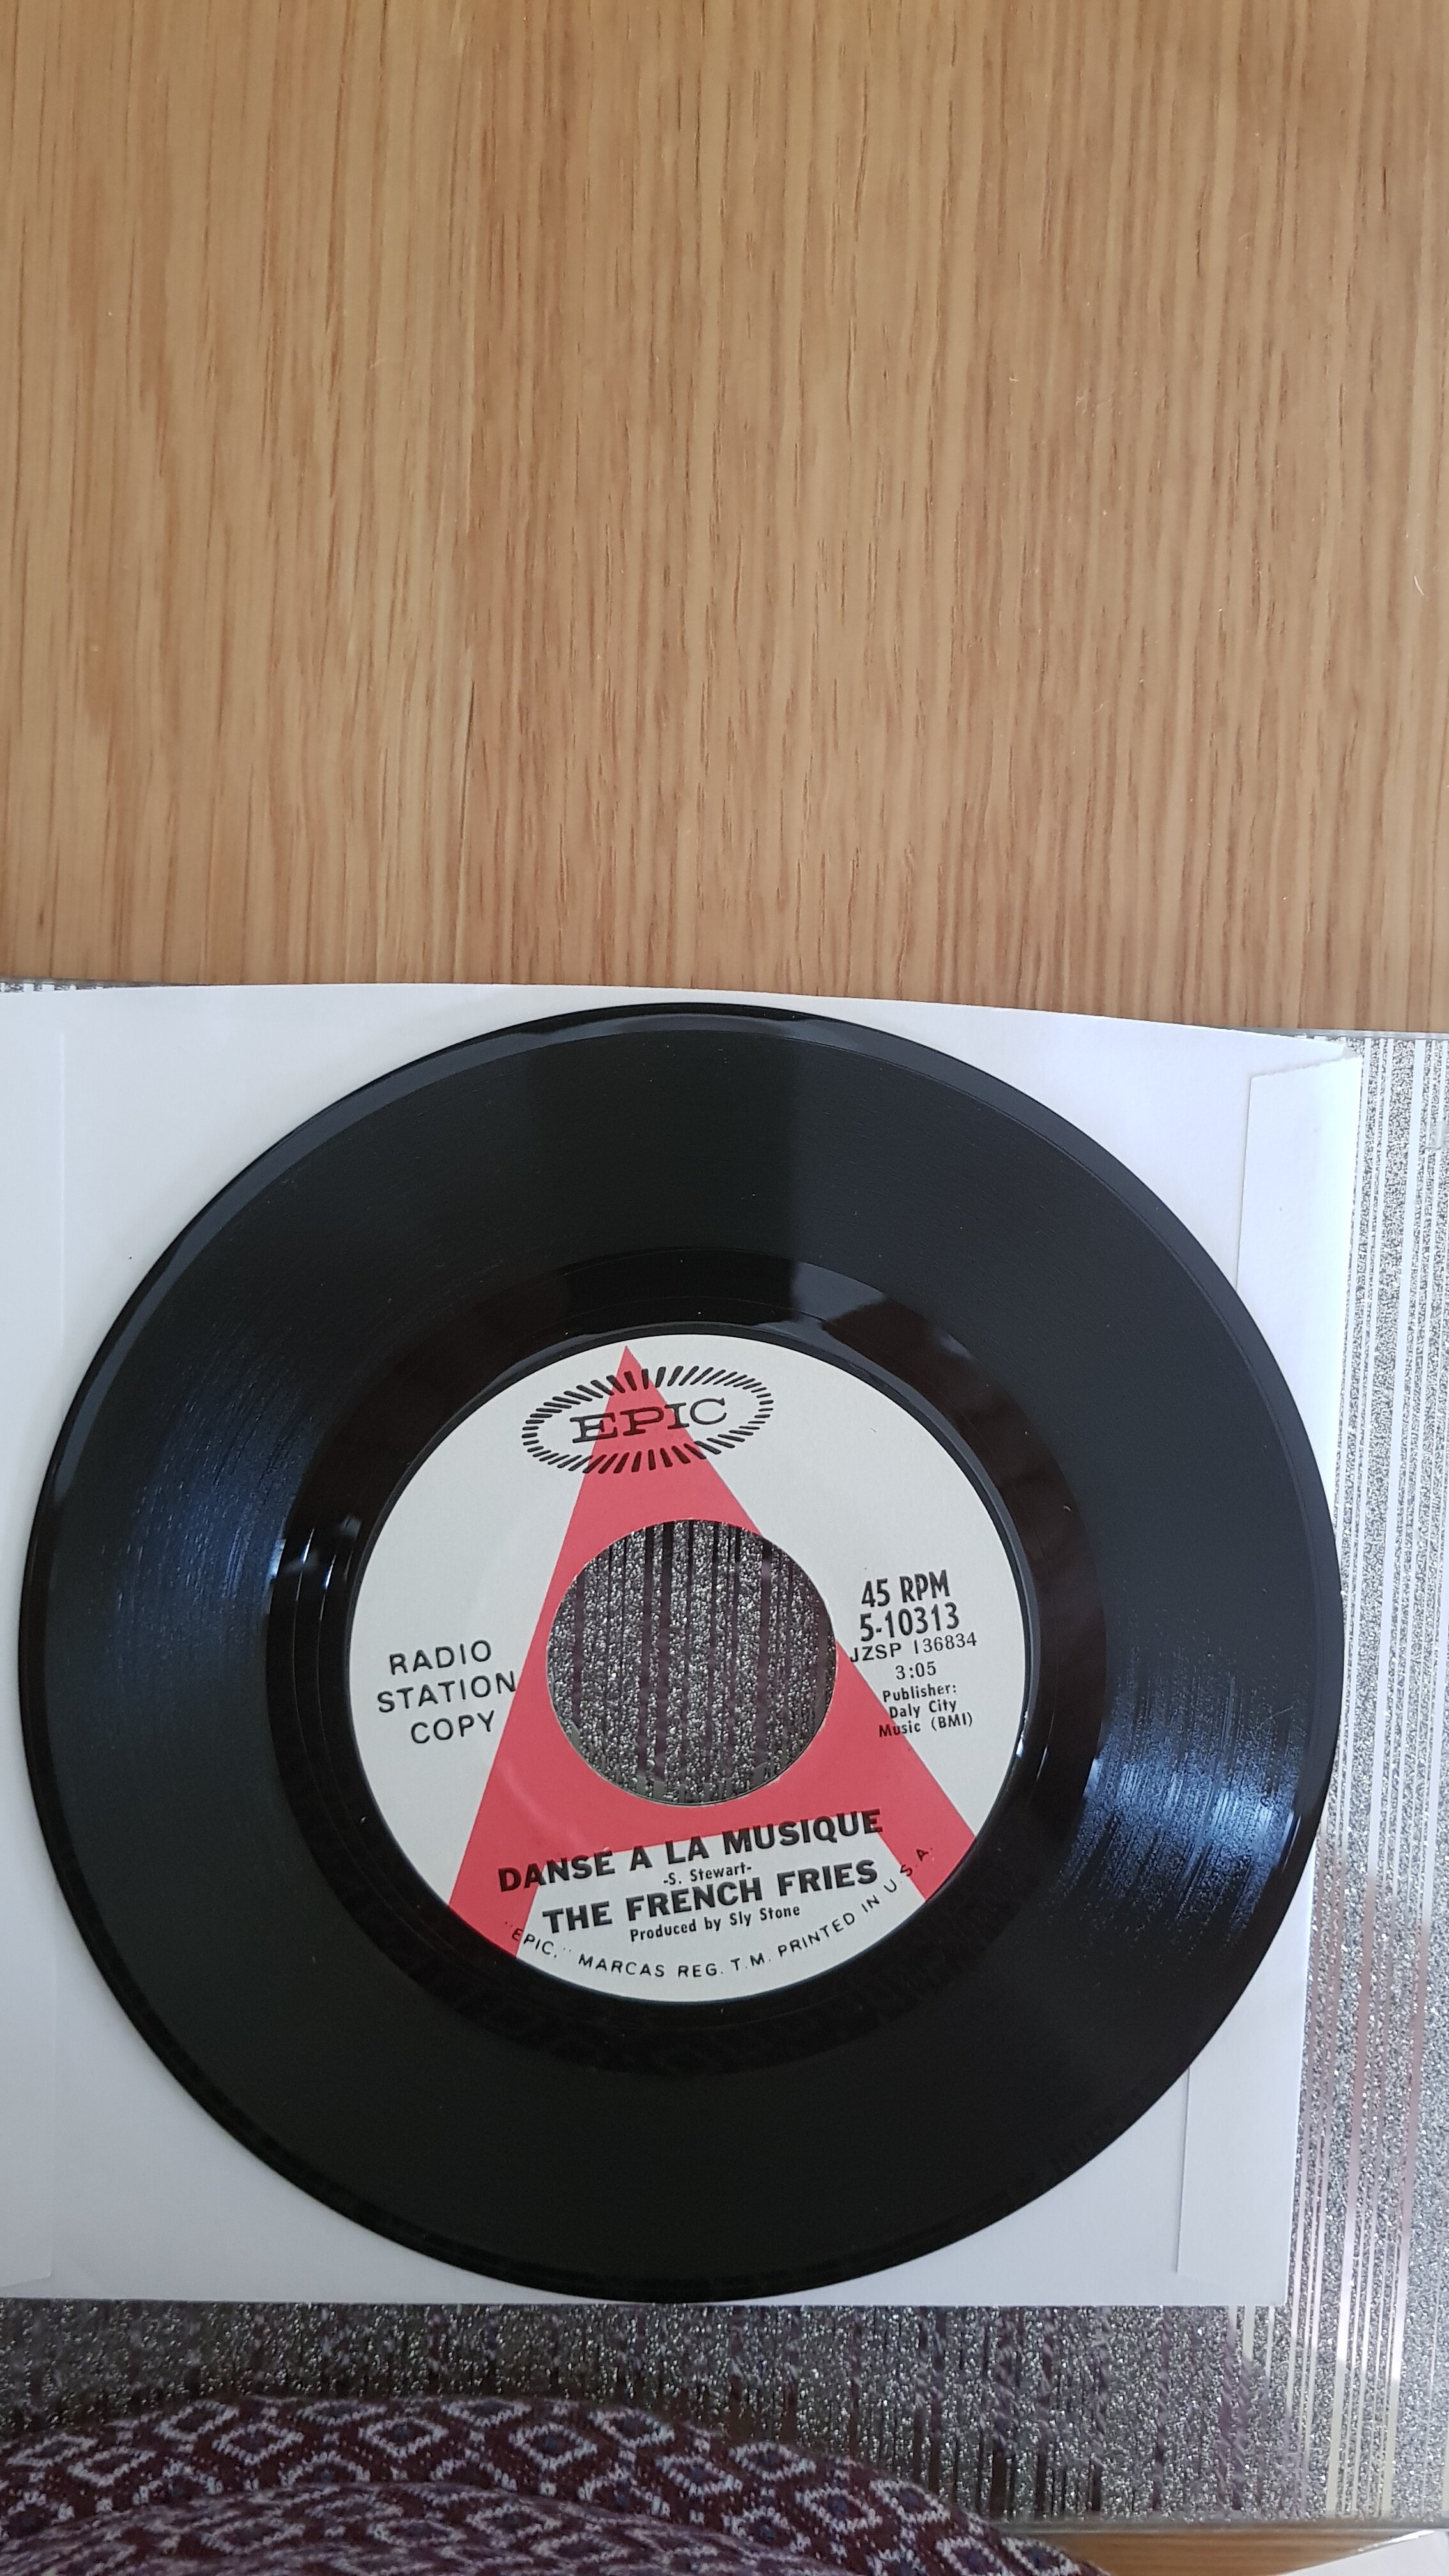 EPIC
RADIO
STATION
COPY
45 RPM
5-10313
JZSP 136834
3:05
Publisher:
Daly City
Music (BMI)
DANSE A LA MUSIQUE
-S. Stewart-
THE FRENCH FRIES
Produced by Sly Stone
"EPIC," MARCAS REG. T.M. PRINTED IN U.S.A.